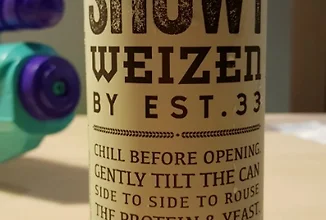 SNOWY
WEIZEN
BY EST.33
CHILL BEFORE OPENING.
GENTLY TILT THE CAN
SIDE TO SIDE TO ROUSE
THE PROTEIN & YEAST